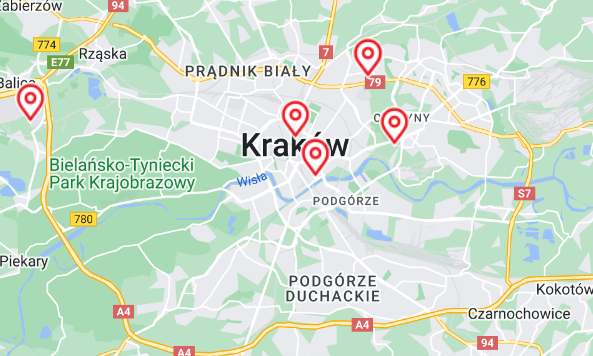 Zabierzów
94
774
E77
Rząska
7
PRĄDNIK BIAŁY
79
776
Balice
Kraków
Bielańsko-Tyniecki
Park Krajobrazowy
Wisła
780
PODGÓRZE
S7
Piekary
PODGÓRZE
DUCHACKIE
Kokotów
A4
A4
Czarnochowice
94
A4